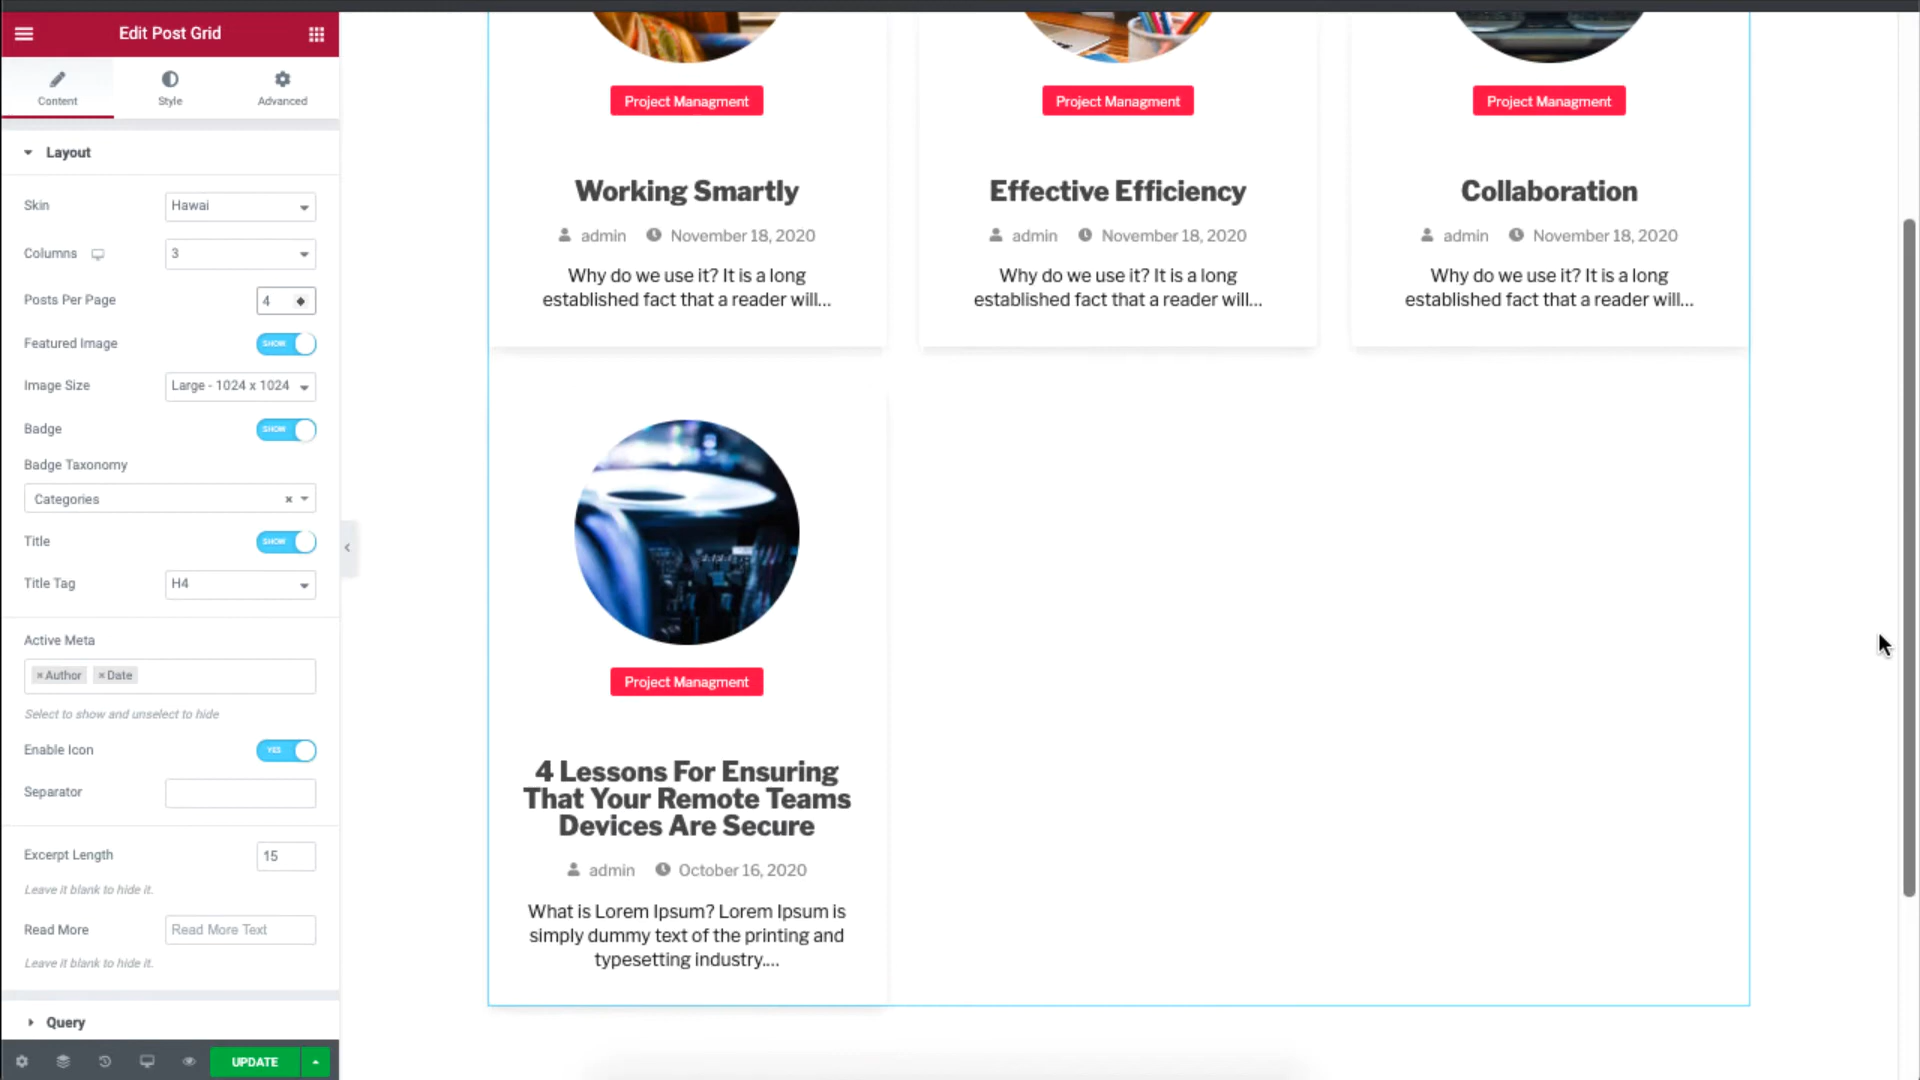 Edit Post Grid
Content
Style
Advanced
Layout
Skin
Hawai
Columns
3
Posts Per Page
4
Featured Image
SHOW
Image Size
Large - 1024 x 1024
Badge
SHOW
Badge Taxonomy
Categories
×
Title
SHOW
Title Tag
H4
Active Meta
×Author ×Date
Select to show and unselect to hide
Enable Icon
YES
Separator
Excerpt Length
15
Leave it blank to hide it.
Read More
Read More Text
Leave it blank to hide it.
Query
UPDATE
Project Managment
Working Smartly
admin November 18, 2020
Why do we use it? It is a long
established fact that a reader will...
Project Managment
Effective Efficiency
admin November 18, 2020
Why do we use it? It is a long
established fact that a reader will...
Project Managment
Collaboration
admin November 18, 2020
Why do we use it? It is a long
established fact that a reader will...
Project Managment
4 Lessons For Ensuring
That Your Remote Teams
Devices Are Secure
admin October 16, 2020
What is Lorem Ipsum? Lorem Ipsum is
simply dummy text of the printing and
typesetting industry....